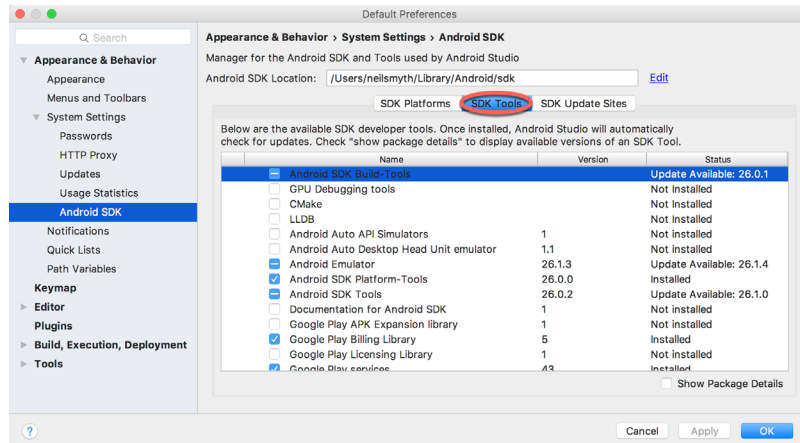 Default Preferences
Search
Appearance & Behavior
Appearance
Menus and Toolbars
System Settings
Passwords
HTTP Proxy
Updates
Usage Statistics
Android SDK
Notifications
Quick Lists
Path Variables
Keymap
Editor
Plugins
Build, Execution, Deployment
Tools
?
Appearance & Behavior › System Settings › Android SDK
Manager for the Android SDK and Tools used by Android Studio
Android SDK Location: /Users/neilsmyth/Library/Android/sdk Edit
SDK Platforms SDK Tools SDK Update Sites
Below are the available SDK developer tools. Once installed, Android Studio will automatically
check for updates. Check "show package details" to display available versions of an SDK Tool.
Name Version Status
Android SDK Build-Tools Update Available: 26.0.1
GPU Debugging tools Not Installed
CMake Not Installed
LLDB Not Installed
Android Auto API Simulators 1 Not installed
Android Auto Desktop Head Unit emulator 1.1 Not installed
Android Emulator 26.1.3 Update Available: 26.1.4
Android SDK Platform-Tools 26.0.0 Installed
Android SDK Tools 26.0.2 Update Available: 26.1.0
Documentation for Android SDK 1 Not installed
Google Play APK Expansion library 1 Not installed
Google Play Billing Library 5 Installed
Google Play Licensing Library 1 Not installed
Google Play services 43 Installed
Show Package Details
Cancel Apply OK